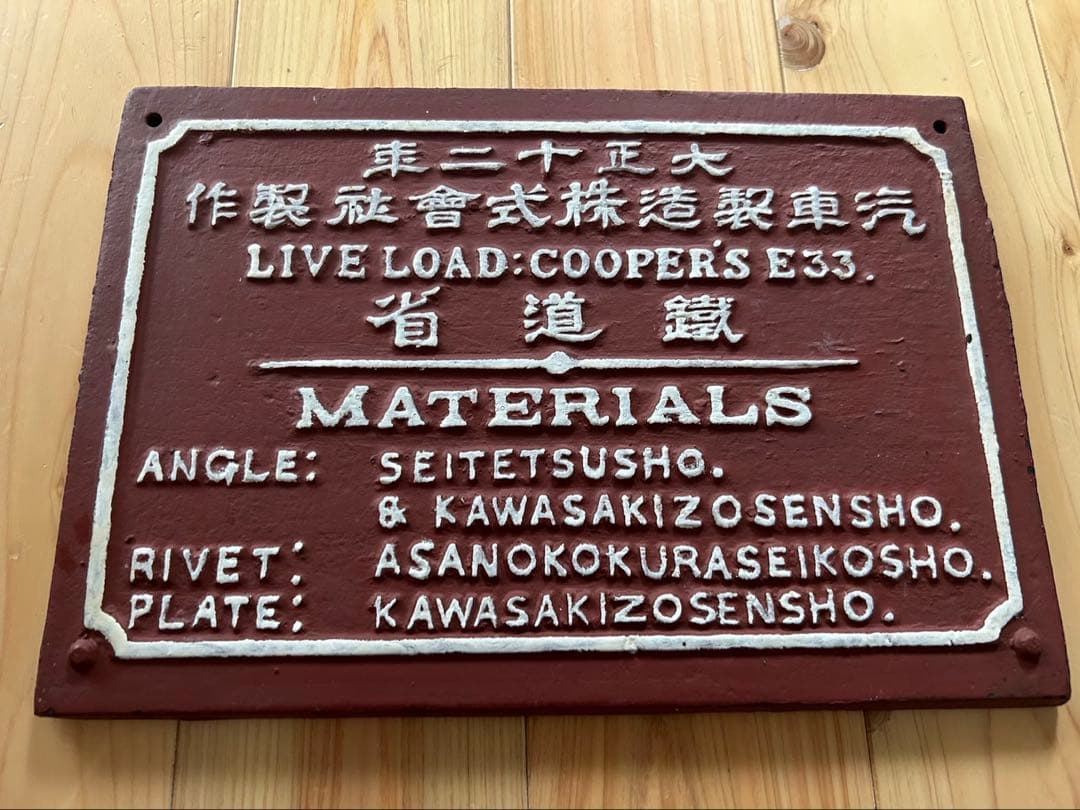 大正十二年
汽車製造株式會社製作
LIVE LOAD:COOPER'S E33.
鐵道省
MATERIALS
ANGLE: SEITETSUSHO.
& KAWASAKIZOSENSHO.
RIVET: ASANOKOKURASEIKOSHO.
PLATE: KAWASAKIZOSENSHO.